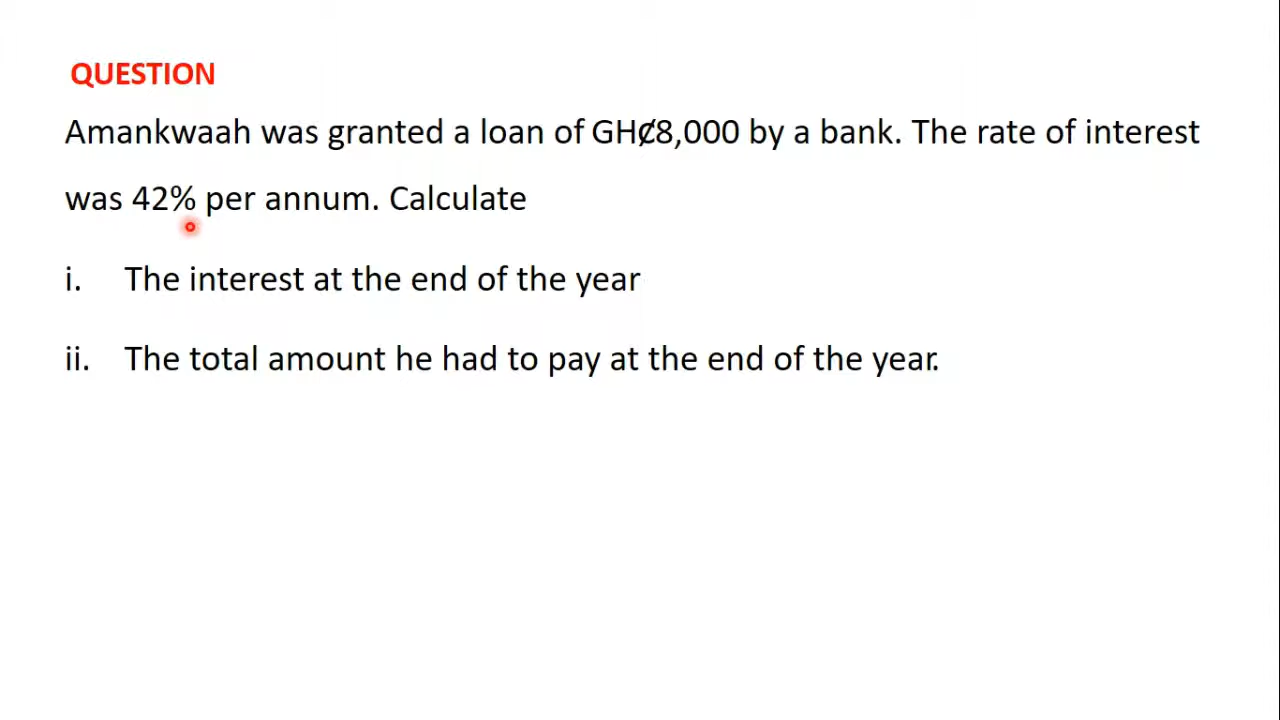 QUESTION
Amankwaah was granted a loan of GH₵8,000 by a bank. The rate of interest
was 42% per annum. Calculate
i. The interest at the end of the year
ii. The total amount he had to pay at the end of the year.